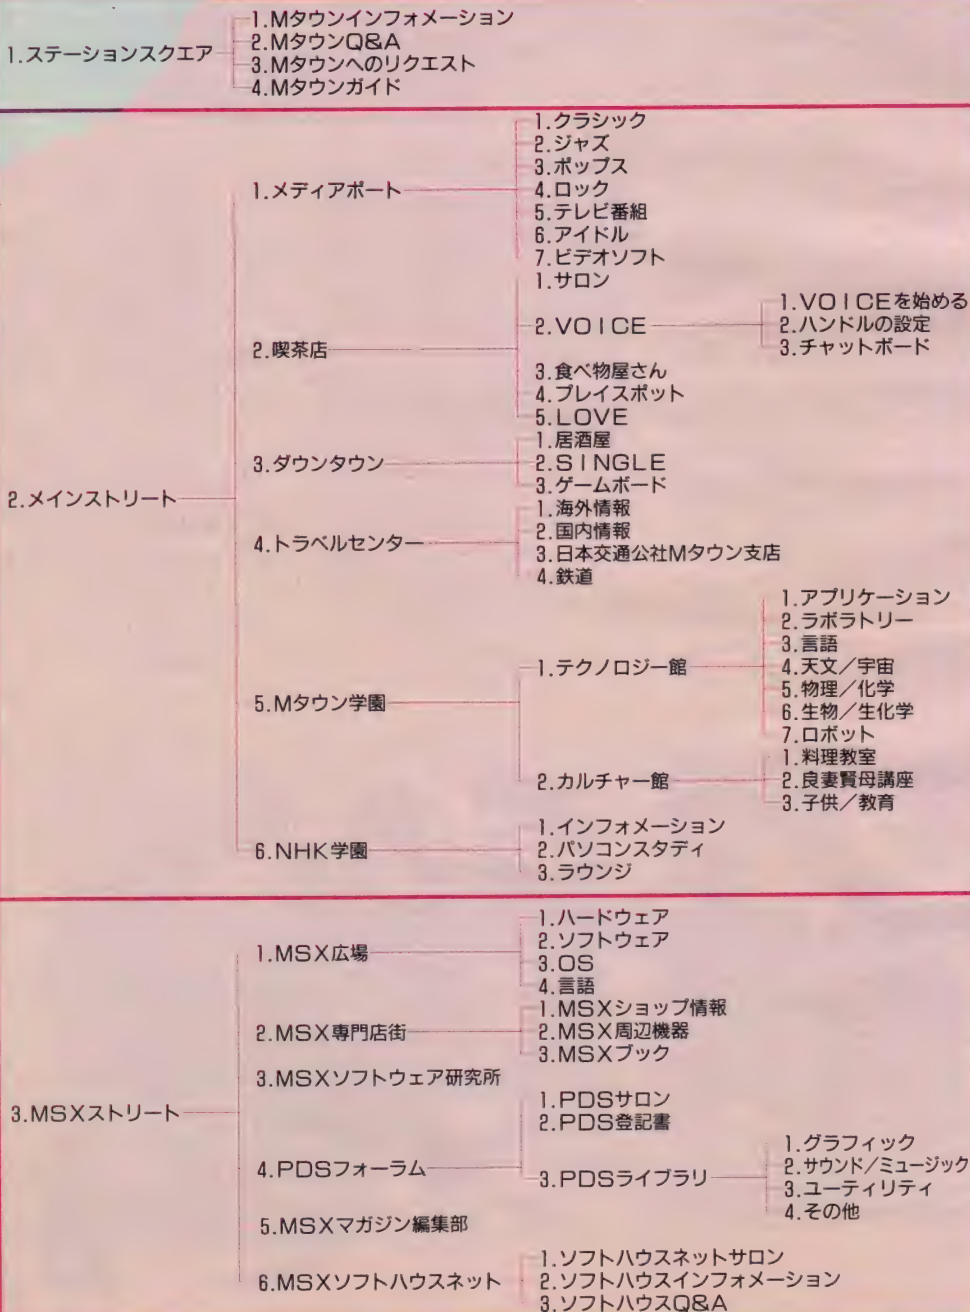 1.ステーションスクエア
1.Mタウンインフォメーション
2.MタウンQ&A
3.Mタウンへのリクエスト
4.Mタウンガイド
2.メインストリート
1.メディアポート
1.クラシック
2.ジャズ
3.ポップス
4.ロック
5.テレビ番組
6.アイドル
7.ビデオソフト
2.喫茶店
1.サロン
2.VOICE
1.VOICEを始める
2.ハンドルの設定
3.チャットボード
3.食べ物屋さん
4.プレイスポット
5.LOVE
3.ダウンタウン
1.居酒屋
2.SINGLE
3.ゲームボード
4.トラベルセンター
1.海外情報
2.国内情報
3.日本交通公社Mタウン支店
4.鉄道
5.Mタウン学園
1.テクノロジー館
1.アプリケーション
2.ラボラトリー
3.言語
4.天文/宇宙
5.物理/化学
6.生物/生化学
7.ロボット
2.カルチャー館
1.料理教室
2.良妻賢母講座
3.子供/教育
6.NHK学園
1.インフォメーション
2.パソコンスタディ
3.ラウンジ
3.MSXストリート
1.MSX広場
1.ハードウェア
2.ソフトウェア
3.OS
4.言語
2.MSX専門店街
1.MSXショップ情報
2.MSX周辺機器
3.MSXブック
3.MSXソフトウェア研究所
4.PDSフォーラム
1.PDSサロン
2.PDS登記書
3.PDSライブラリ
1.グラフィック
2.サウンド/ミュージック
3.ユーティリティ
4.その他
5.MSXマガジン編集部
6.MSXソフトハウスネット
1.ソフトハウスネットサロン
2.ソフトハウスインフォメーション
3.ソフトハウスQ&A